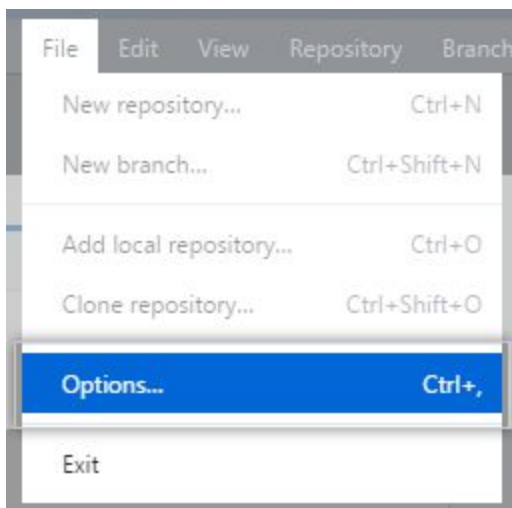 File Edit View Repository Branch
New repository... Ctrl+N
New branch... Ctrl+Shift+N
Add local repository... Ctrl+O
Clone repository... Ctrl+Shift+O
Options... Ctrl+,
Exit